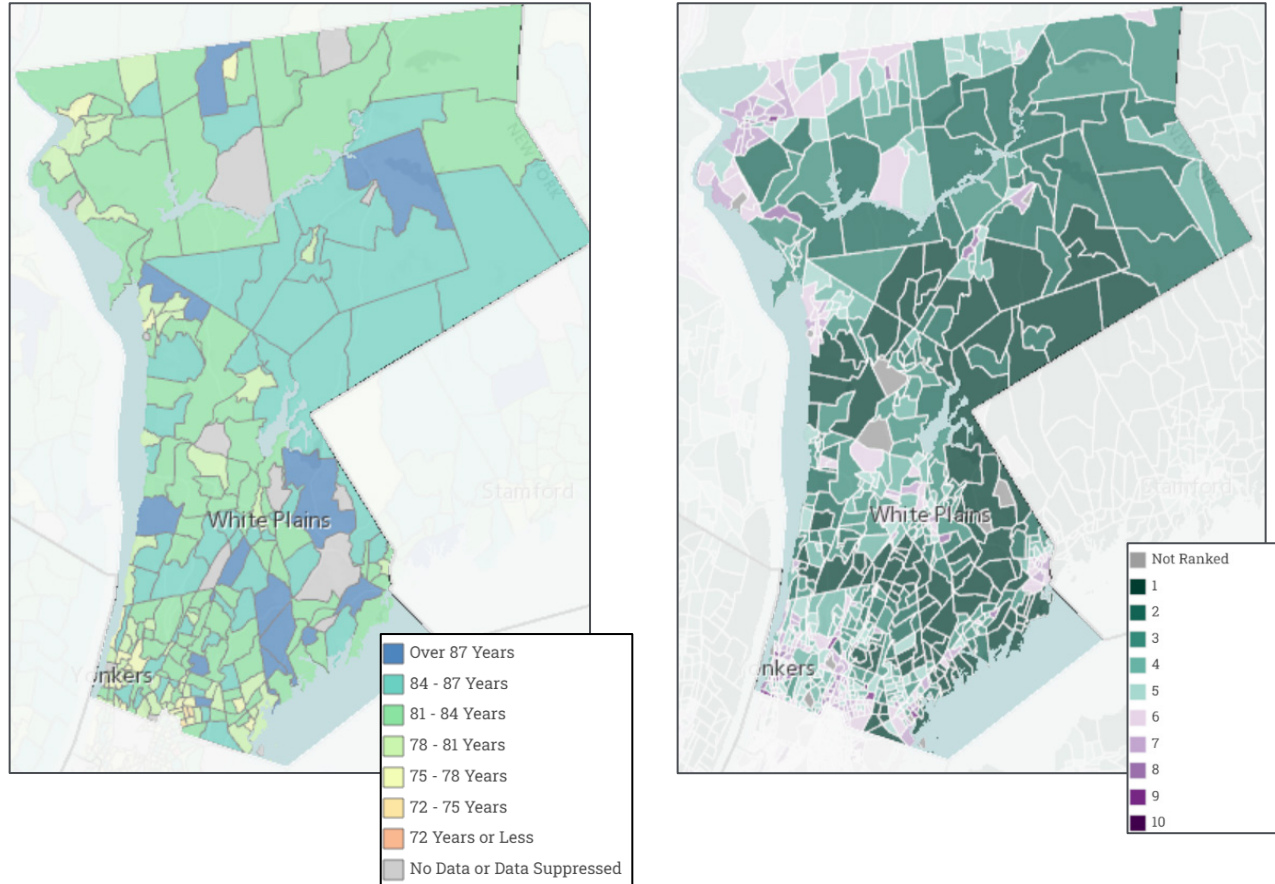 NEW YORK
Stamford
White Plains
Yonkers
Over 87 Years
84 - 87 Years
81 - 84 Years
78 - 81 Years
75 - 78 Years
72 - 75 Years
72 Years or Less
No Data or Data Suppressed
NEW YORK
Stamford
White Plains
onkers
Not Ranked
1
2
3
4
5
6
7
8
9
10